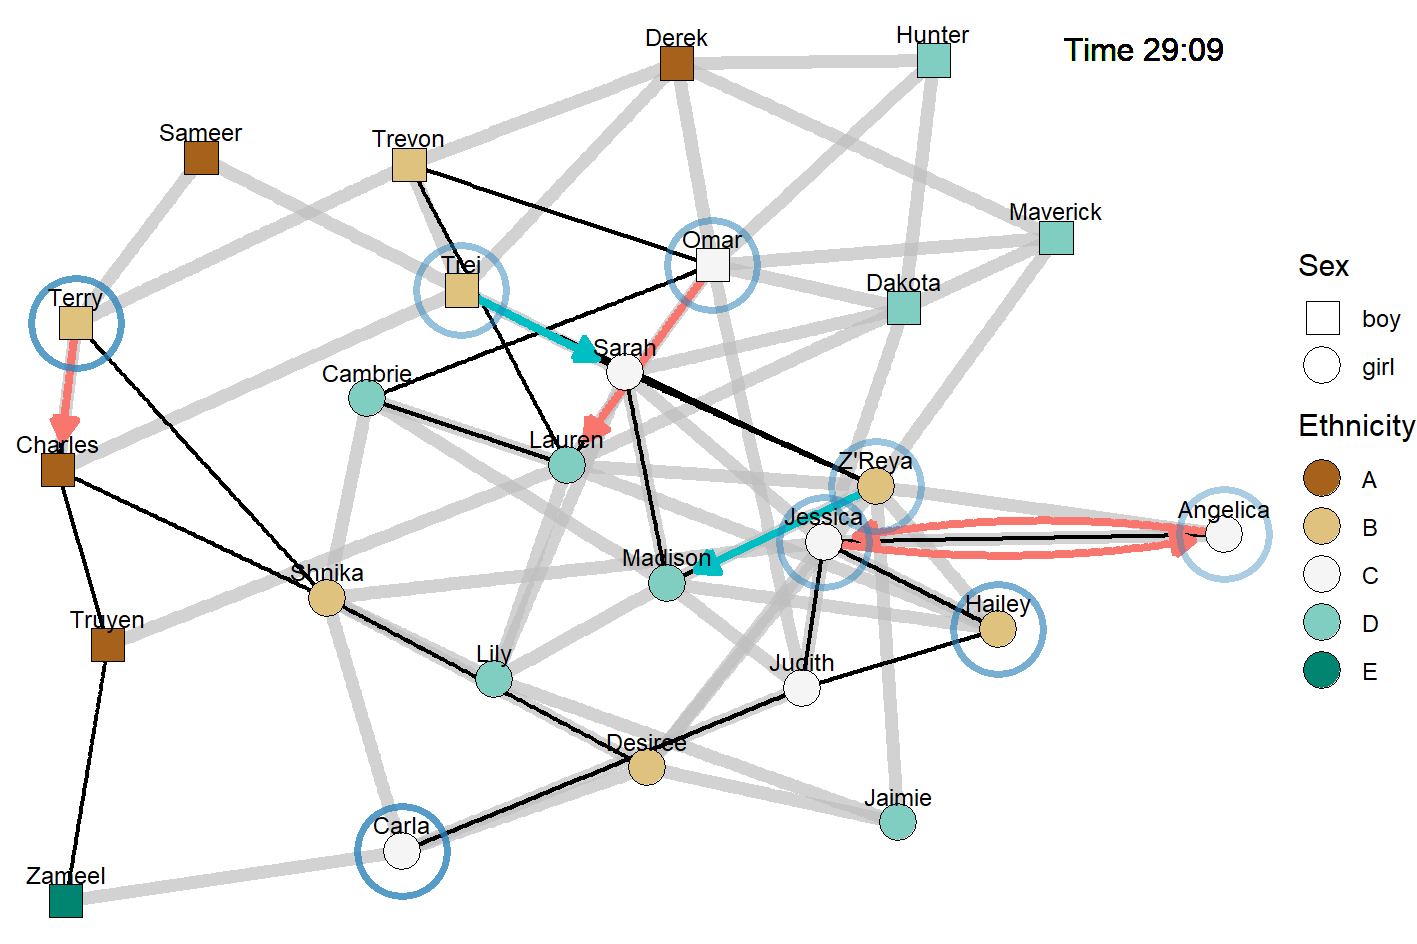 Derek
Hunter
Time 29:09
Sameer
Trevon
Maverick
Omar
Trei
Dakota
Terry
Sarah
Cambrie
Charles
Lauren
Z'Reya
Jessica
Angelica
Madison
Shnika
Hailey
Truyen
Lily
Judith
Desiree
Jaimie
Carla
Zameel
Sex
boy
girl
Ethnicity
A
B
C
D
E